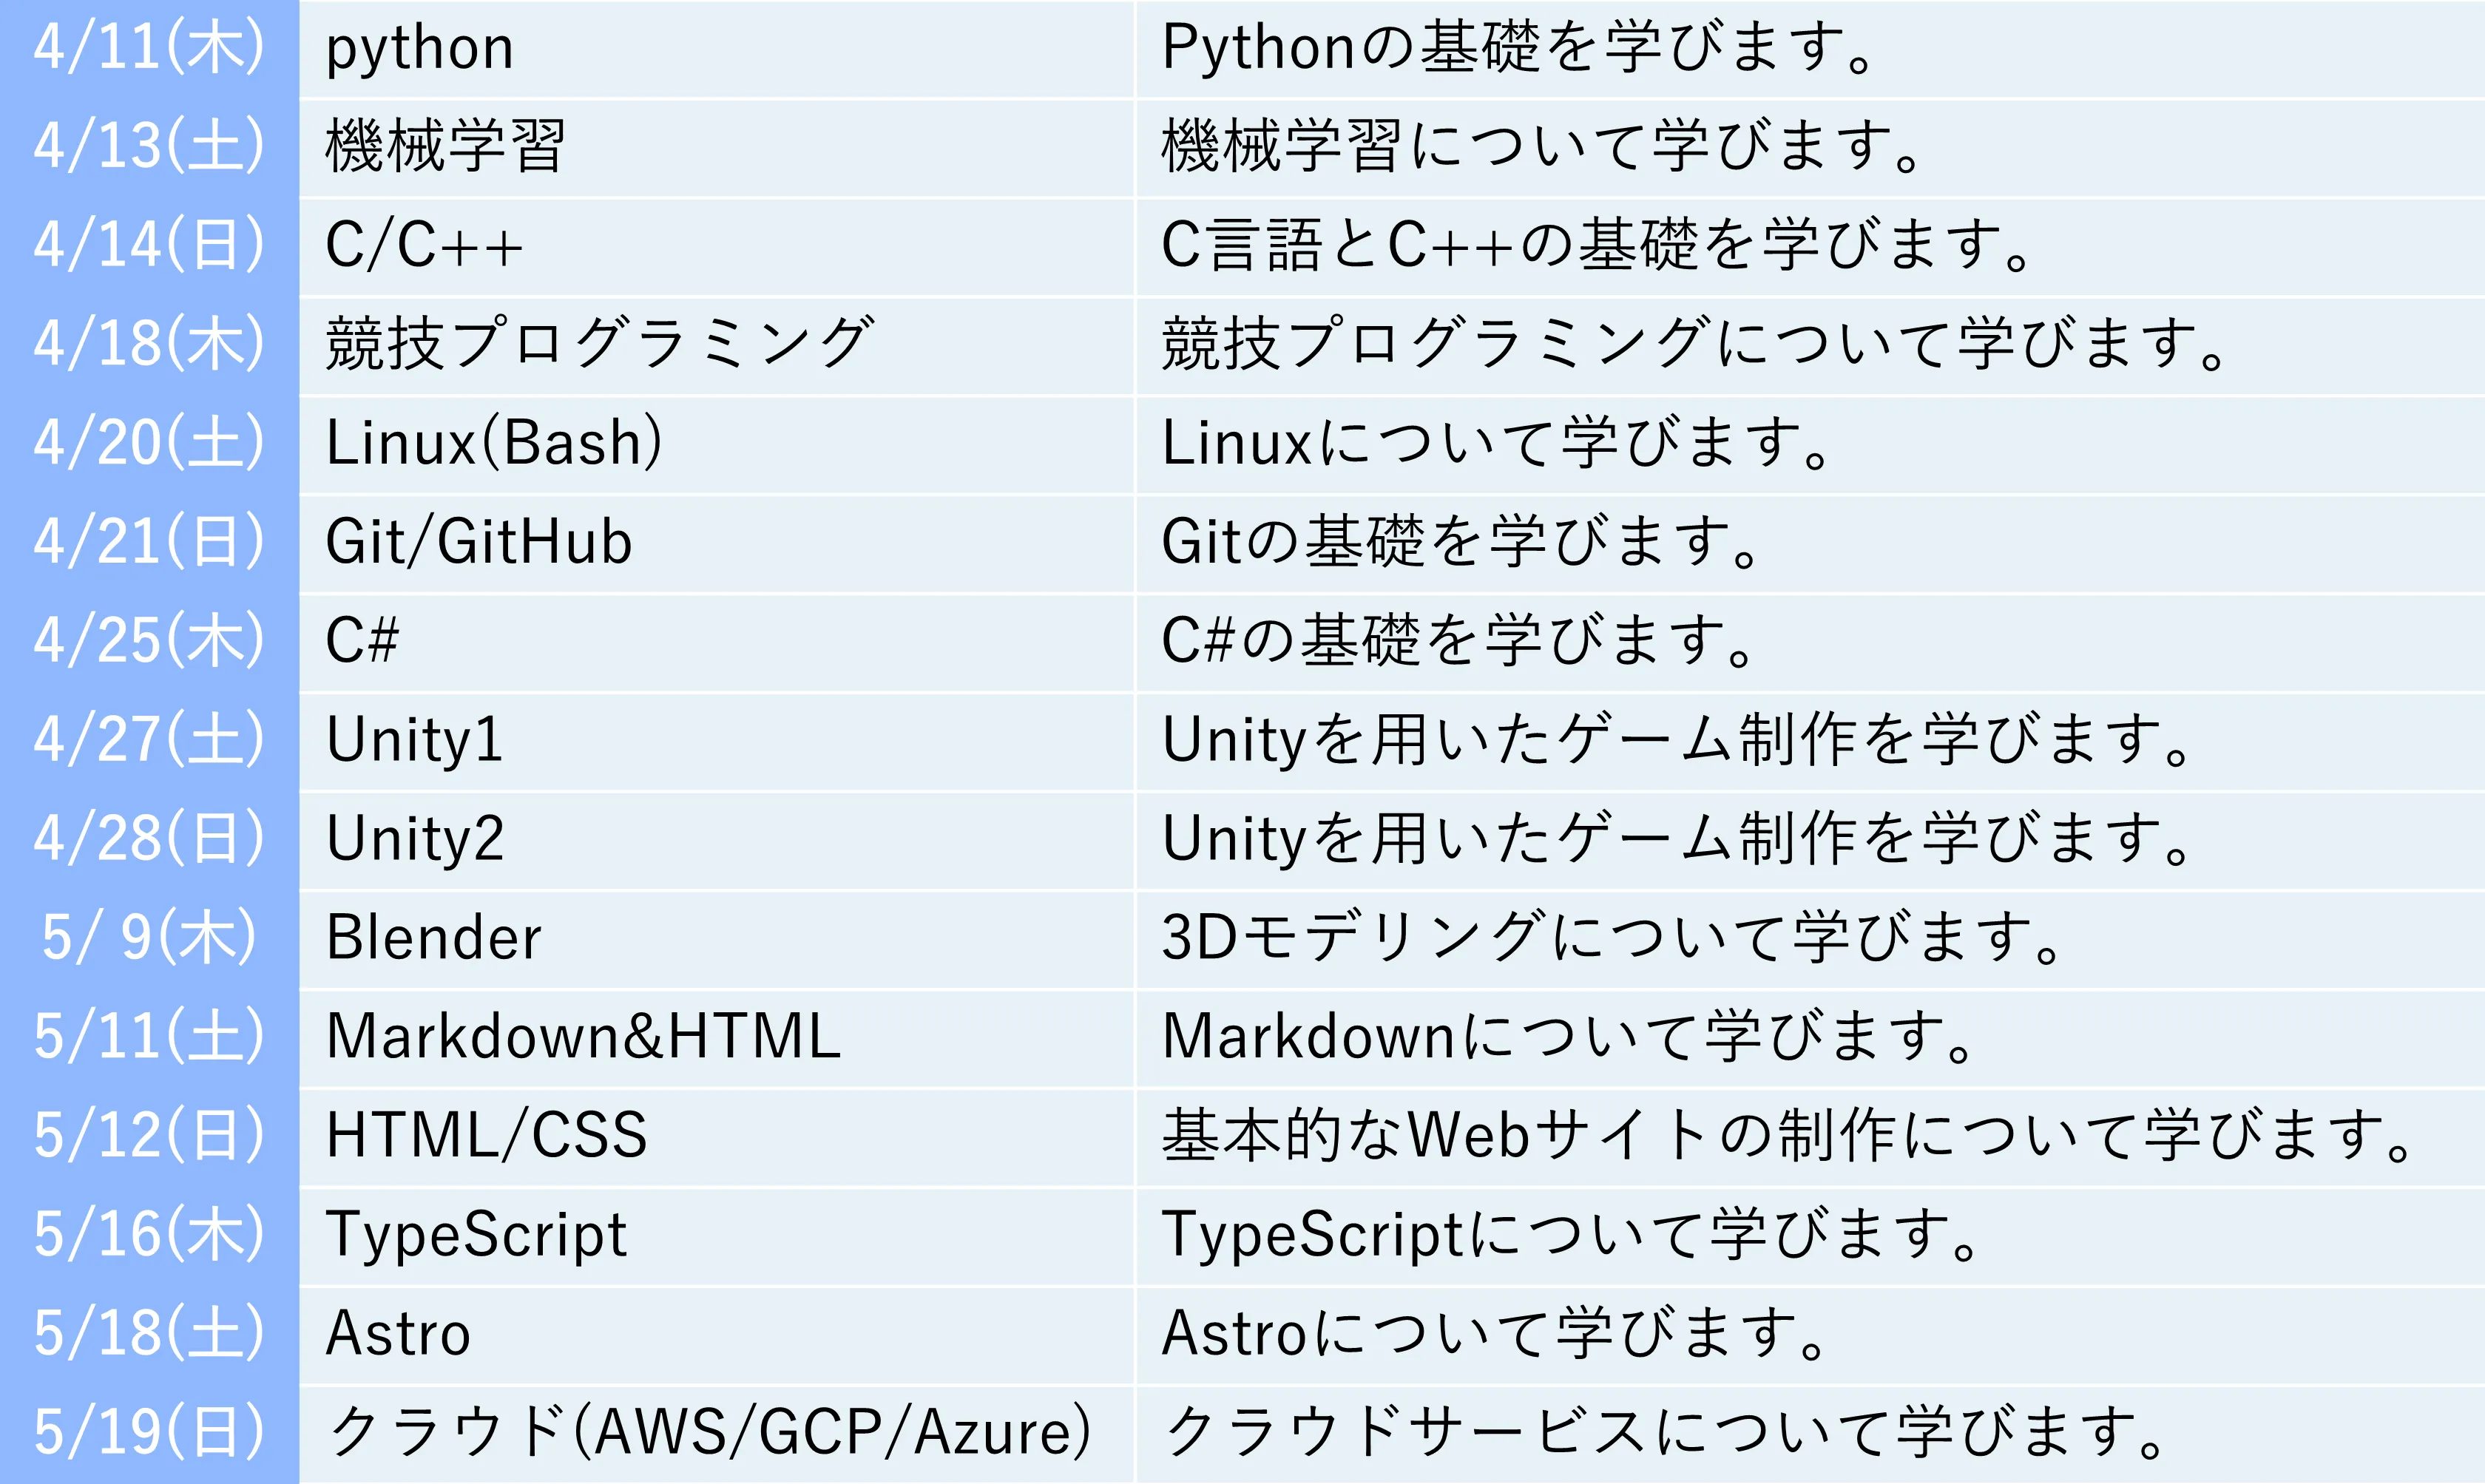 4/11(木) python Pythonの基礎を学びます。
4/13(土) 機械学習 機械学習について学びます。
4/14(日) C/C++ C言語とC++の基礎を学びます。
4/18(木) 競技プログラミング 競技プログラミングについて学びます。
4/20(土) Linux(Bash) Linuxについて学びます。
4/21(日) Git/GitHub Gitの基礎を学びます。
4/25(木) C# C#の基礎を学びます。
4/27(土) Unity1 Unityを用いたゲーム制作を学びます。
4/28(日) Unity2 Unityを用いたゲーム制作を学びます。
5/ 9(木) Blender 3Dモデリングについて学びます。
5/11(土) Markdown&HTML Markdownについて学びます。
5/12(日) HTML/CSS 基本的なWebサイトの制作について学びます。
5/16(木) TypeScript TypeScriptについて学びます。
5/18(土) Astro Astroについて学びます。
5/19(日) クラウド(AWS/GCP/Azure) クラウドサービスについて学びます。